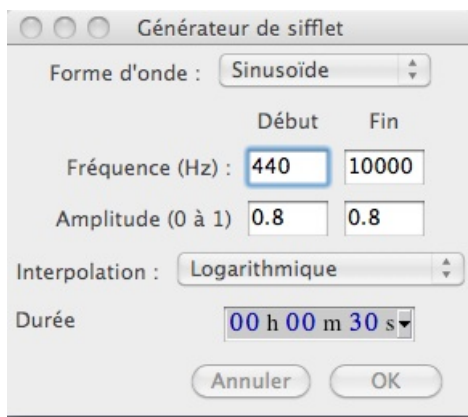 Générateur de sifflet
Forme d'onde : Sinusoïde
Début Fin
Fréquence (Hz) : 440 10000
Amplitude (0 à 1) 0.8 0.8
Interpolation : Logarithmique
Durée 00 h 00 m 30 s
Annuler OK